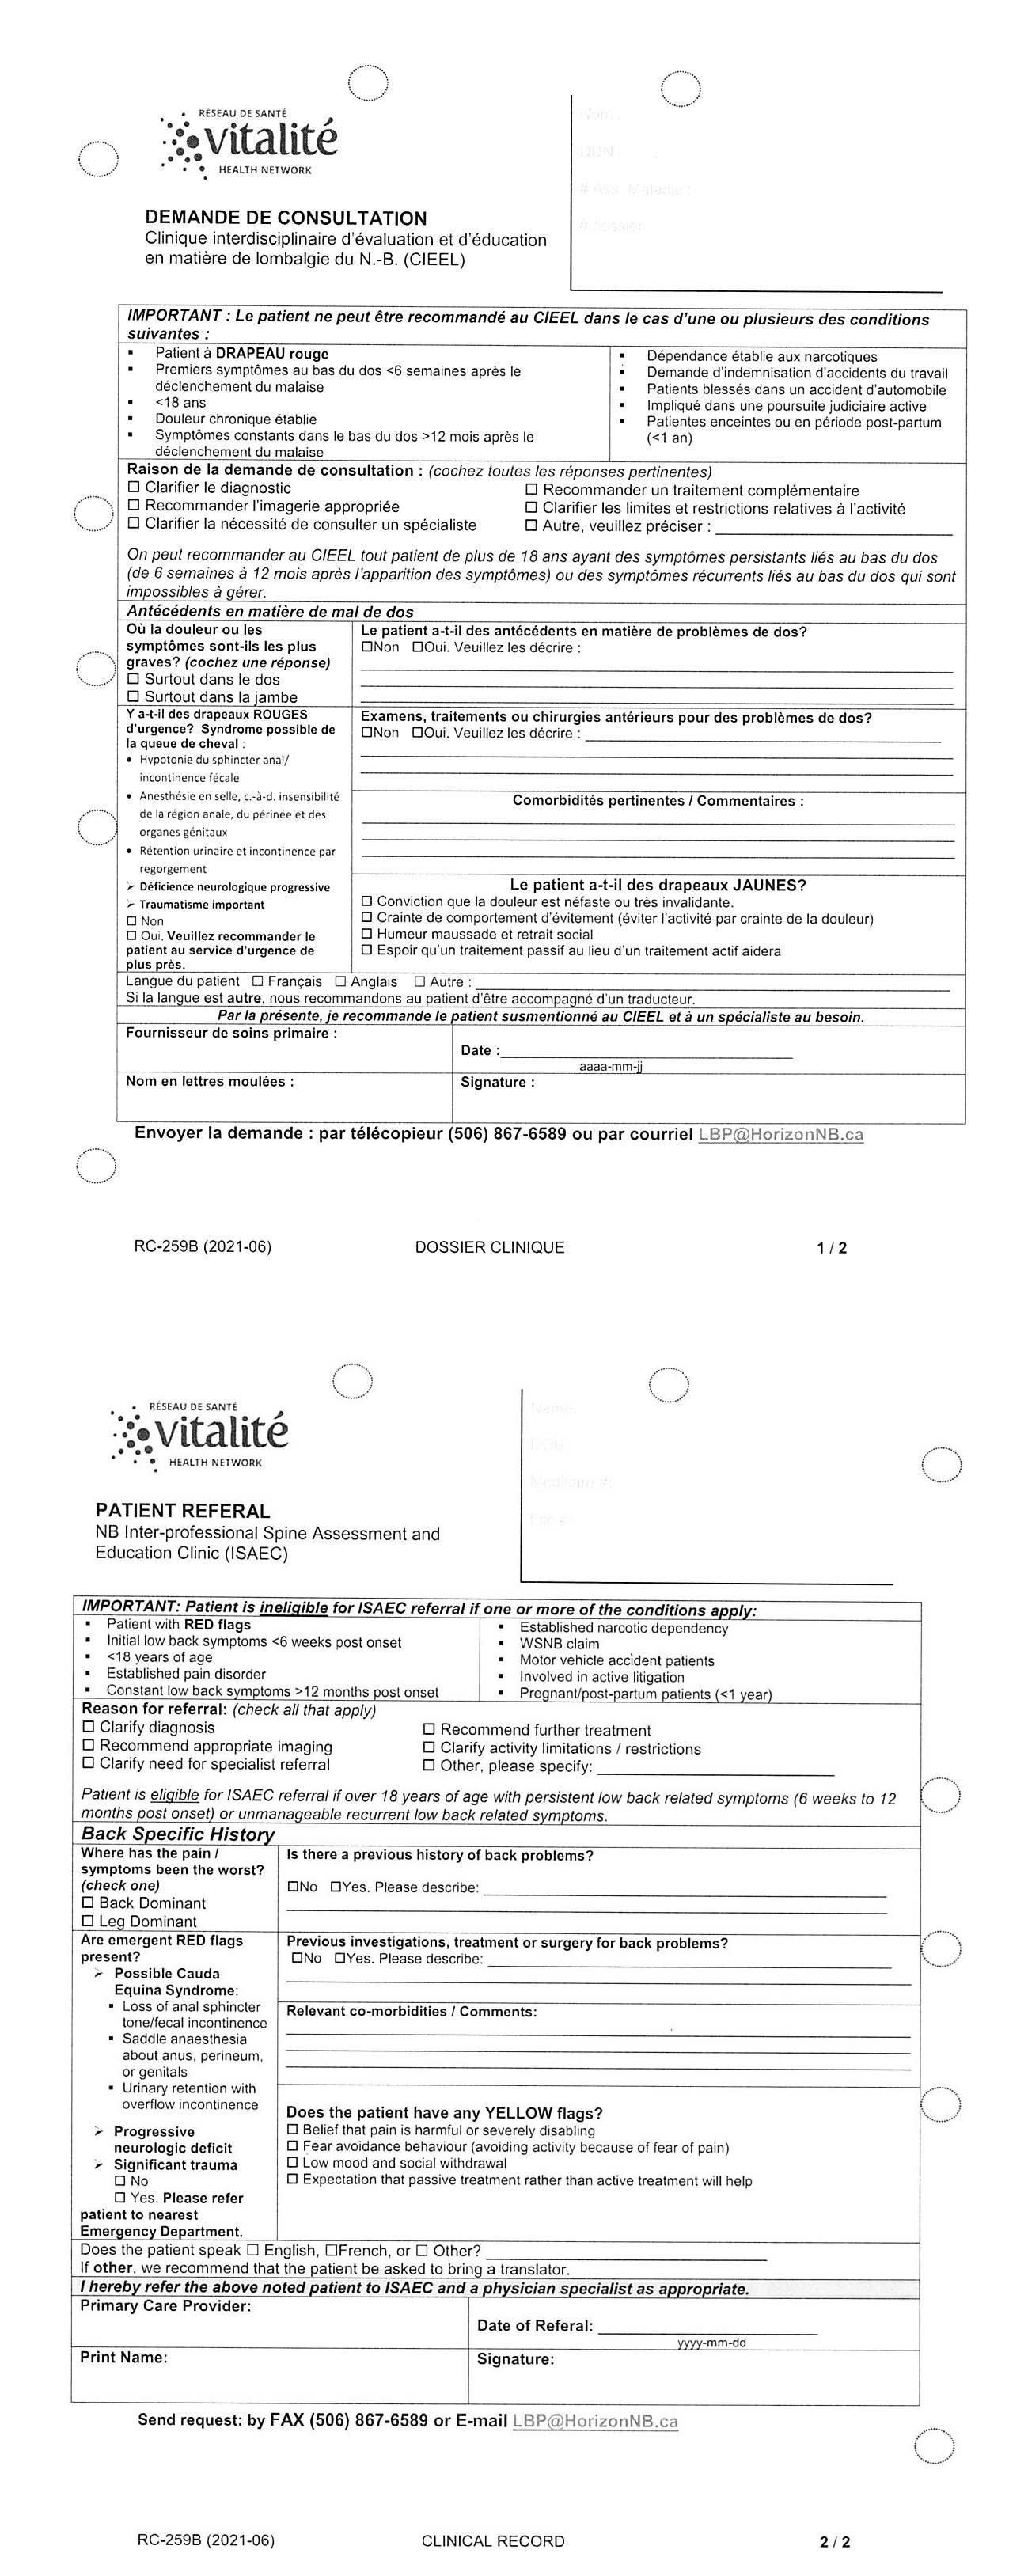 RÉSEAU DE SANTÉ
vitalité
HEALTH NETWORK
Nom :
DDN :
# Ass. Maladie :
# dossier
DEMANDE DE CONSULTATION
Clinique interdisciplinaire d'évaluation et d'éducation
en matière de lombalgie du N.-B. (CIEEL)
IMPORTANT : Le patient ne peut être recommandé au CIEEL dans le cas d'une ou plusieurs des conditions
suivantes :
▪ Patient à DRAPEAU rouge
▪ Premiers symptômes au bas du dos <6 semaines après le
déclenchement du malaise
▪ <18 ans
▪ Douleur chronique établie
▪ Symptômes constants dans le bas du dos >12 mois après le
déclenchement du malaise
▪ Dépendance établie aux narcotiques
▪ Demande d'indemnisation d'accidents du travail
▪ Patients blessés dans un accident d'automobile
▪ Impliqué dans une poursuite judiciaire active
▪ Patientes enceintes ou en période post-partum
(<1 an)
Raison de la demande de consultation : (cochez toutes les réponses pertinentes)
☐ Clarifier le diagnostic
☐ Recommander l'imagerie appropriée
☐ Clarifier la nécessité de consulter un spécialiste
☐ Recommander un traitement complémentaire
☐ Clarifier les limites et restrictions relatives à l'activité
☐ Autre, veuillez préciser :
On peut recommander au CIEEL tout patient de plus de 18 ans ayant des symptômes persistants liés au bas du dos
(de 6 semaines à 12 mois après l'apparition des symptômes) ou des symptômes récurrents liés au bas du dos qui sont
impossibles à gérer.
Antécédents en matière de mal de dos
Où la douleur ou les
symptômes sont-ils les plus
graves? (cochez une réponse)
☐ Surtout dans le dos
☐ Surtout dans la jambe
Le patient a-t-il des antécédents en matière de problèmes de dos?
☐Non ☐Oui. Veuillez les décrire :
Y a-t-il des drapeaux ROUGES
d'urgence? Syndrome possible de
la queue de cheval :
• Hypotonie du sphincter anal/
incontinence fécale
• Anesthésie en selle, c.-à-d. insensibilité
de la région anale, du périnée et des
organes génitaux
• Rétention urinaire et incontinence par
regorgement
➢ Déficience neurologique progressive
➢ Traumatisme important
☐ Non
☐ Oui. Veuillez recommander le
patient au service d'urgence de
plus près.
Examens, traitements ou chirurgies antérieurs pour des problèmes de dos?
☐Non ☐Oui. Veuillez les décrire :
Comorbidités pertinentes / Commentaires :
Le patient a-t-il des drapeaux JAUNES?
☐ Conviction que la douleur est néfaste ou très invalidante.
☐ Crainte de comportement d'évitement (éviter l'activité par crainte de la douleur)
☐ Humeur maussade et retrait social
☐ Espoir qu'un traitement passif au lieu d'un traitement actif aidera
Langue du patient ☐ Français ☐ Anglais ☐ Autre :
Si la langue est autre, nous recommandons au patient d'être accompagné d'un traducteur.
Par la présente, je recommande le patient susmentionné au CIEEL et à un spécialiste au besoin.
Fournisseur de soins primaire :
Date :
aaaa-mm-jj
Nom en lettres moulées :
Signature :
Envoyer la demande : par télécopieur (506) 867-6589 ou par courriel LBP@HorizonNB.ca
RC-259B (2021-06) DOSSIER CLINIQUE 1 / 2
RÉSEAU DE SANTÉ
vitalité
HEALTH NETWORK
Name:
DOB:
Medicare #:
File #:
PATIENT REFERAL
NB Inter-professional Spine Assessment and
Education Clinic (ISAEC)
IMPORTANT: Patient is ineligible for ISAEC referral if one or more of the conditions apply:
▪ Patient with RED flags
▪ Initial low back symptoms <6 weeks post onset
▪ <18 years of age
▪ Established pain disorder
▪ Constant low back symptoms >12 months post onset
▪ Established narcotic dependency
▪ WSNB claim
▪ Motor vehicle accident patients
▪ Involved in active litigation
▪ Pregnant/post-partum patients (<1 year)
Reason for referral: (check all that apply)
☐ Clarify diagnosis
☐ Recommend appropriate imaging
☐ Clarify need for specialist referral
☐ Recommend further treatment
☐ Clarify activity limitations / restrictions
☐ Other, please specify:
Patient is eligible for ISAEC referral if over 18 years of age with persistent low back related symptoms (6 weeks to 12
months post onset) or unmanageable recurrent low back related symptoms.
Back Specific History
Where has the pain /
symptoms been the worst?
(check one)
☐ Back Dominant
☐ Leg Dominant
Is there a previous history of back problems?
☐No ☐Yes. Please describe:
Are emergent RED flags
present?
➢ Possible Cauda
Equina Syndrome:
▪ Loss of anal sphincter
tone/fecal incontinence
▪ Saddle anaesthesia
about anus, perineum,
or genitals
▪ Urinary retention with
overflow incontinence
➢ Progressive
neurologic deficit
➢ Significant trauma
☐ No
☐ Yes. Please refer
patient to nearest
Emergency Department.
Previous investigations, treatment or surgery for back problems?
☐No ☐Yes. Please describe:
Relevant co-morbidities / Comments:
Does the patient have any YELLOW flags?
☐ Belief that pain is harmful or severely disabling
☐ Fear avoidance behaviour (avoiding activity because of fear of pain)
☐ Low mood and social withdrawal
☐ Expectation that passive treatment rather than active treatment will help
Does the patient speak ☐ English, ☐French, or ☐ Other?
If other, we recommend that the patient be asked to bring a translator.
I hereby refer the above noted patient to ISAEC and a physician specialist as appropriate.
Primary Care Provider:
Date of Referal:
yyyy-mm-dd
Print Name:
Signature:
Send request: by FAX (506) 867-6589 or E-mail LBP@HorizonNB.ca
RC-259B (2021-06) CLINICAL RECORD 2 / 2